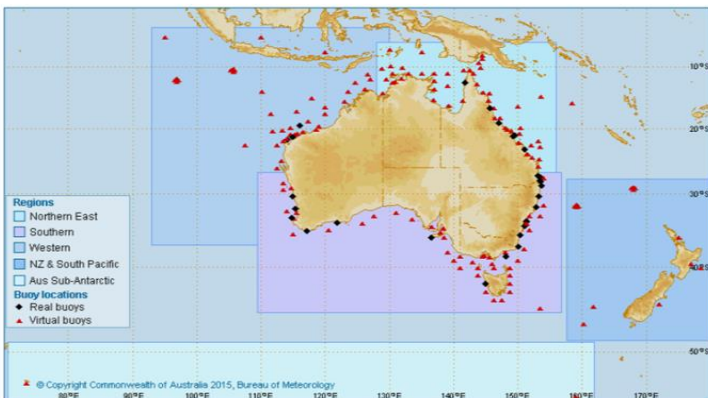 10°S
20°S
30°S
40°S
50°S
Regions
Northern East
Southern
Western
NZ & South Pacific
Aus Sub-Antarctic
Buoy locations
Real buoys
Virtual buoys
© Copyright Commonwealth of Australia 2015, Bureau of Meteorology
80°E 90°E 100°E 110°E 120°E 130°E 140°E 150°E 160°E 170°E